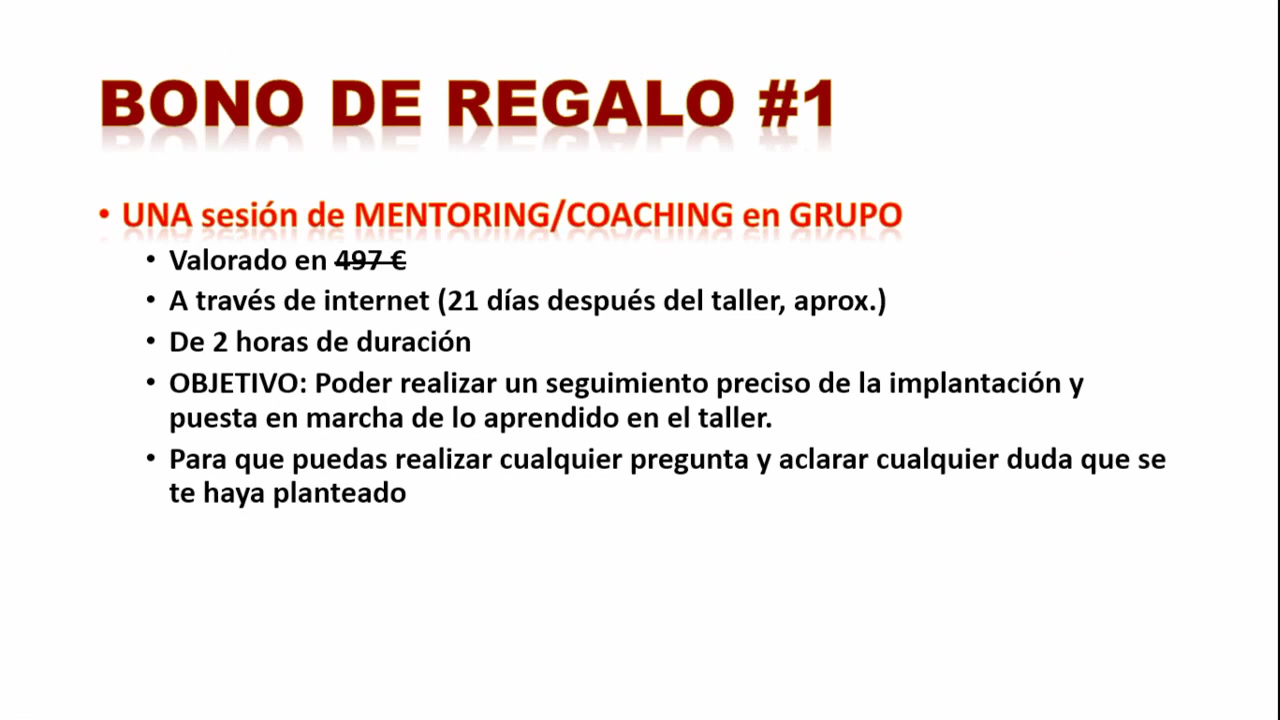 BONO DE REGALO #1
• UNA sesión de MENTORING/COACHING en GRUPO
• Valorado en 497 €
• A través de internet (21 días después del taller, aprox.)
• De 2 horas de duración
• OBJETIVO: Poder realizar un seguimiento preciso de la implantación y
puesta en marcha de lo aprendido en el taller.
• Para que puedas realizar cualquier pregunta y aclarar cualquier duda que se
te haya planteado